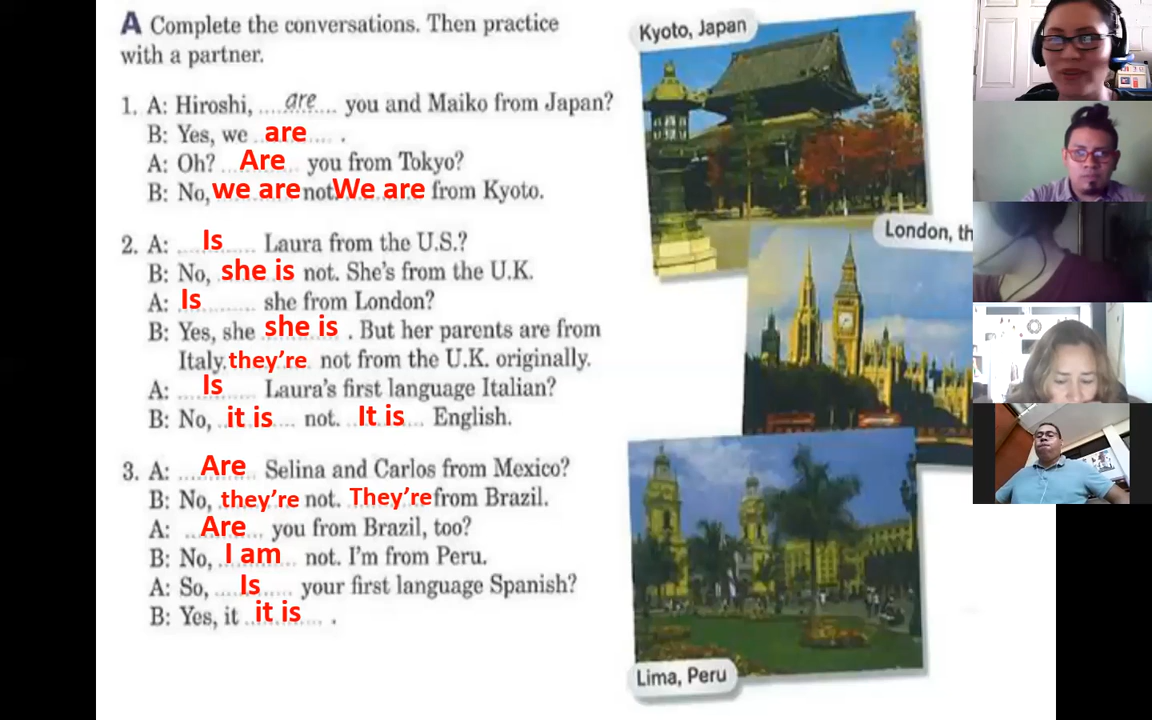 A Complete the conversations. Then practice
with a partner.
1. A: Hiroshi, are you and Maiko from Japan?
B: Yes, we are .
A: Oh? Are you from Tokyo?
B: No, we are not. We are from Kyoto.
2. A: Is Laura from the U.S.?
B: No, she is not. She's from the U.K.
A: Is she from London?
B: Yes, she she is . But her parents are from
Italy. they're not from the U.K. originally.
A: Is Laura's first language Italian?
B: No, it is not. It is English.
3. A: Are Selina and Carlos from Mexico?
B: No, they're not. They're from Brazil.
A: Are you from Brazil, too?
B: No, I am not. I'm from Peru.
A: So, Is your first language Spanish?
B: Yes, it it is .
Kyoto, Japan
London, th
Lima, Peru